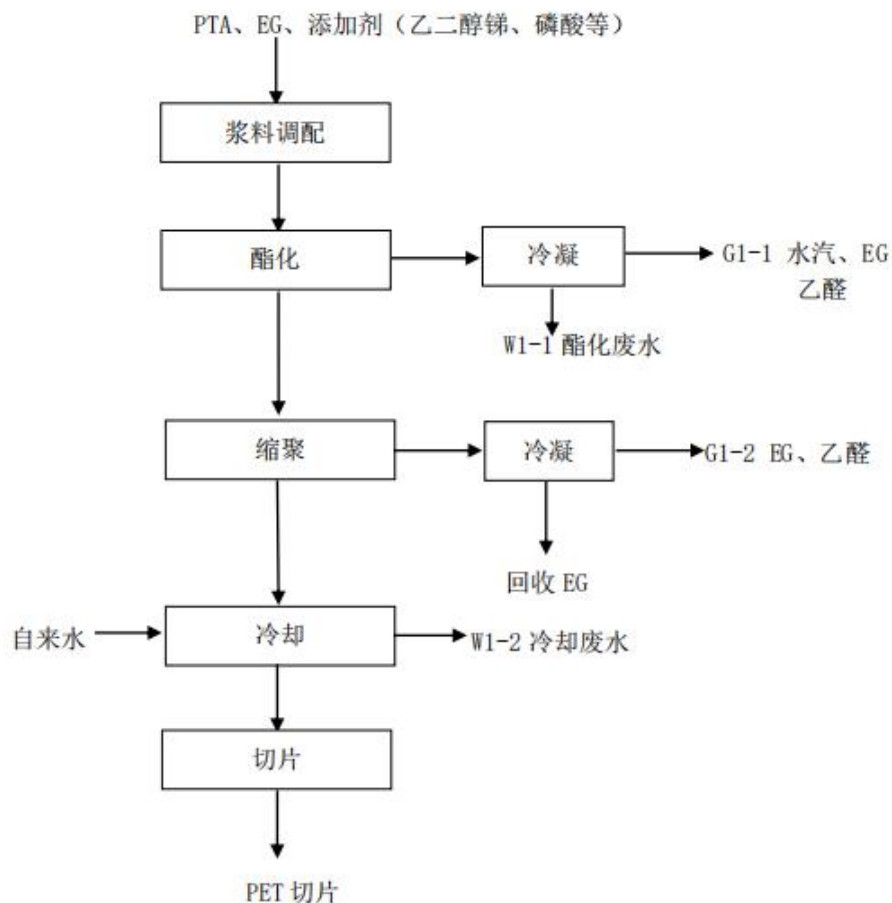 PTA、EG、添加剂（乙二醇锑、磷酸等）
浆料调配
酯化
冷凝
G1-1 水汽、EG
乙醛
W1-1 酯化废水
缩聚
冷凝
G1-2 EG、乙醛
回收 EG
自来水
冷却
W1-2 冷却废水
切片
PET 切片